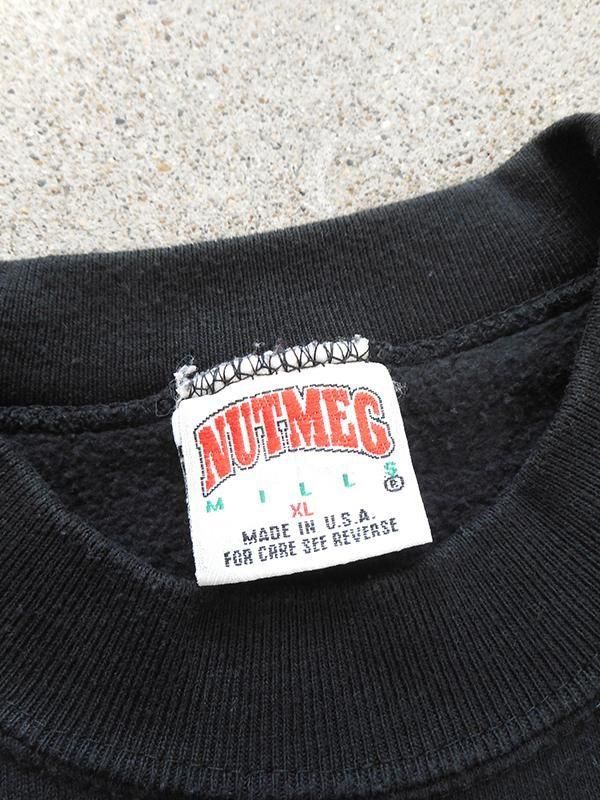 NUTMEG
MILLS ®
XL
MADE IN U.S.A.
FOR CARE SEE REVERSE